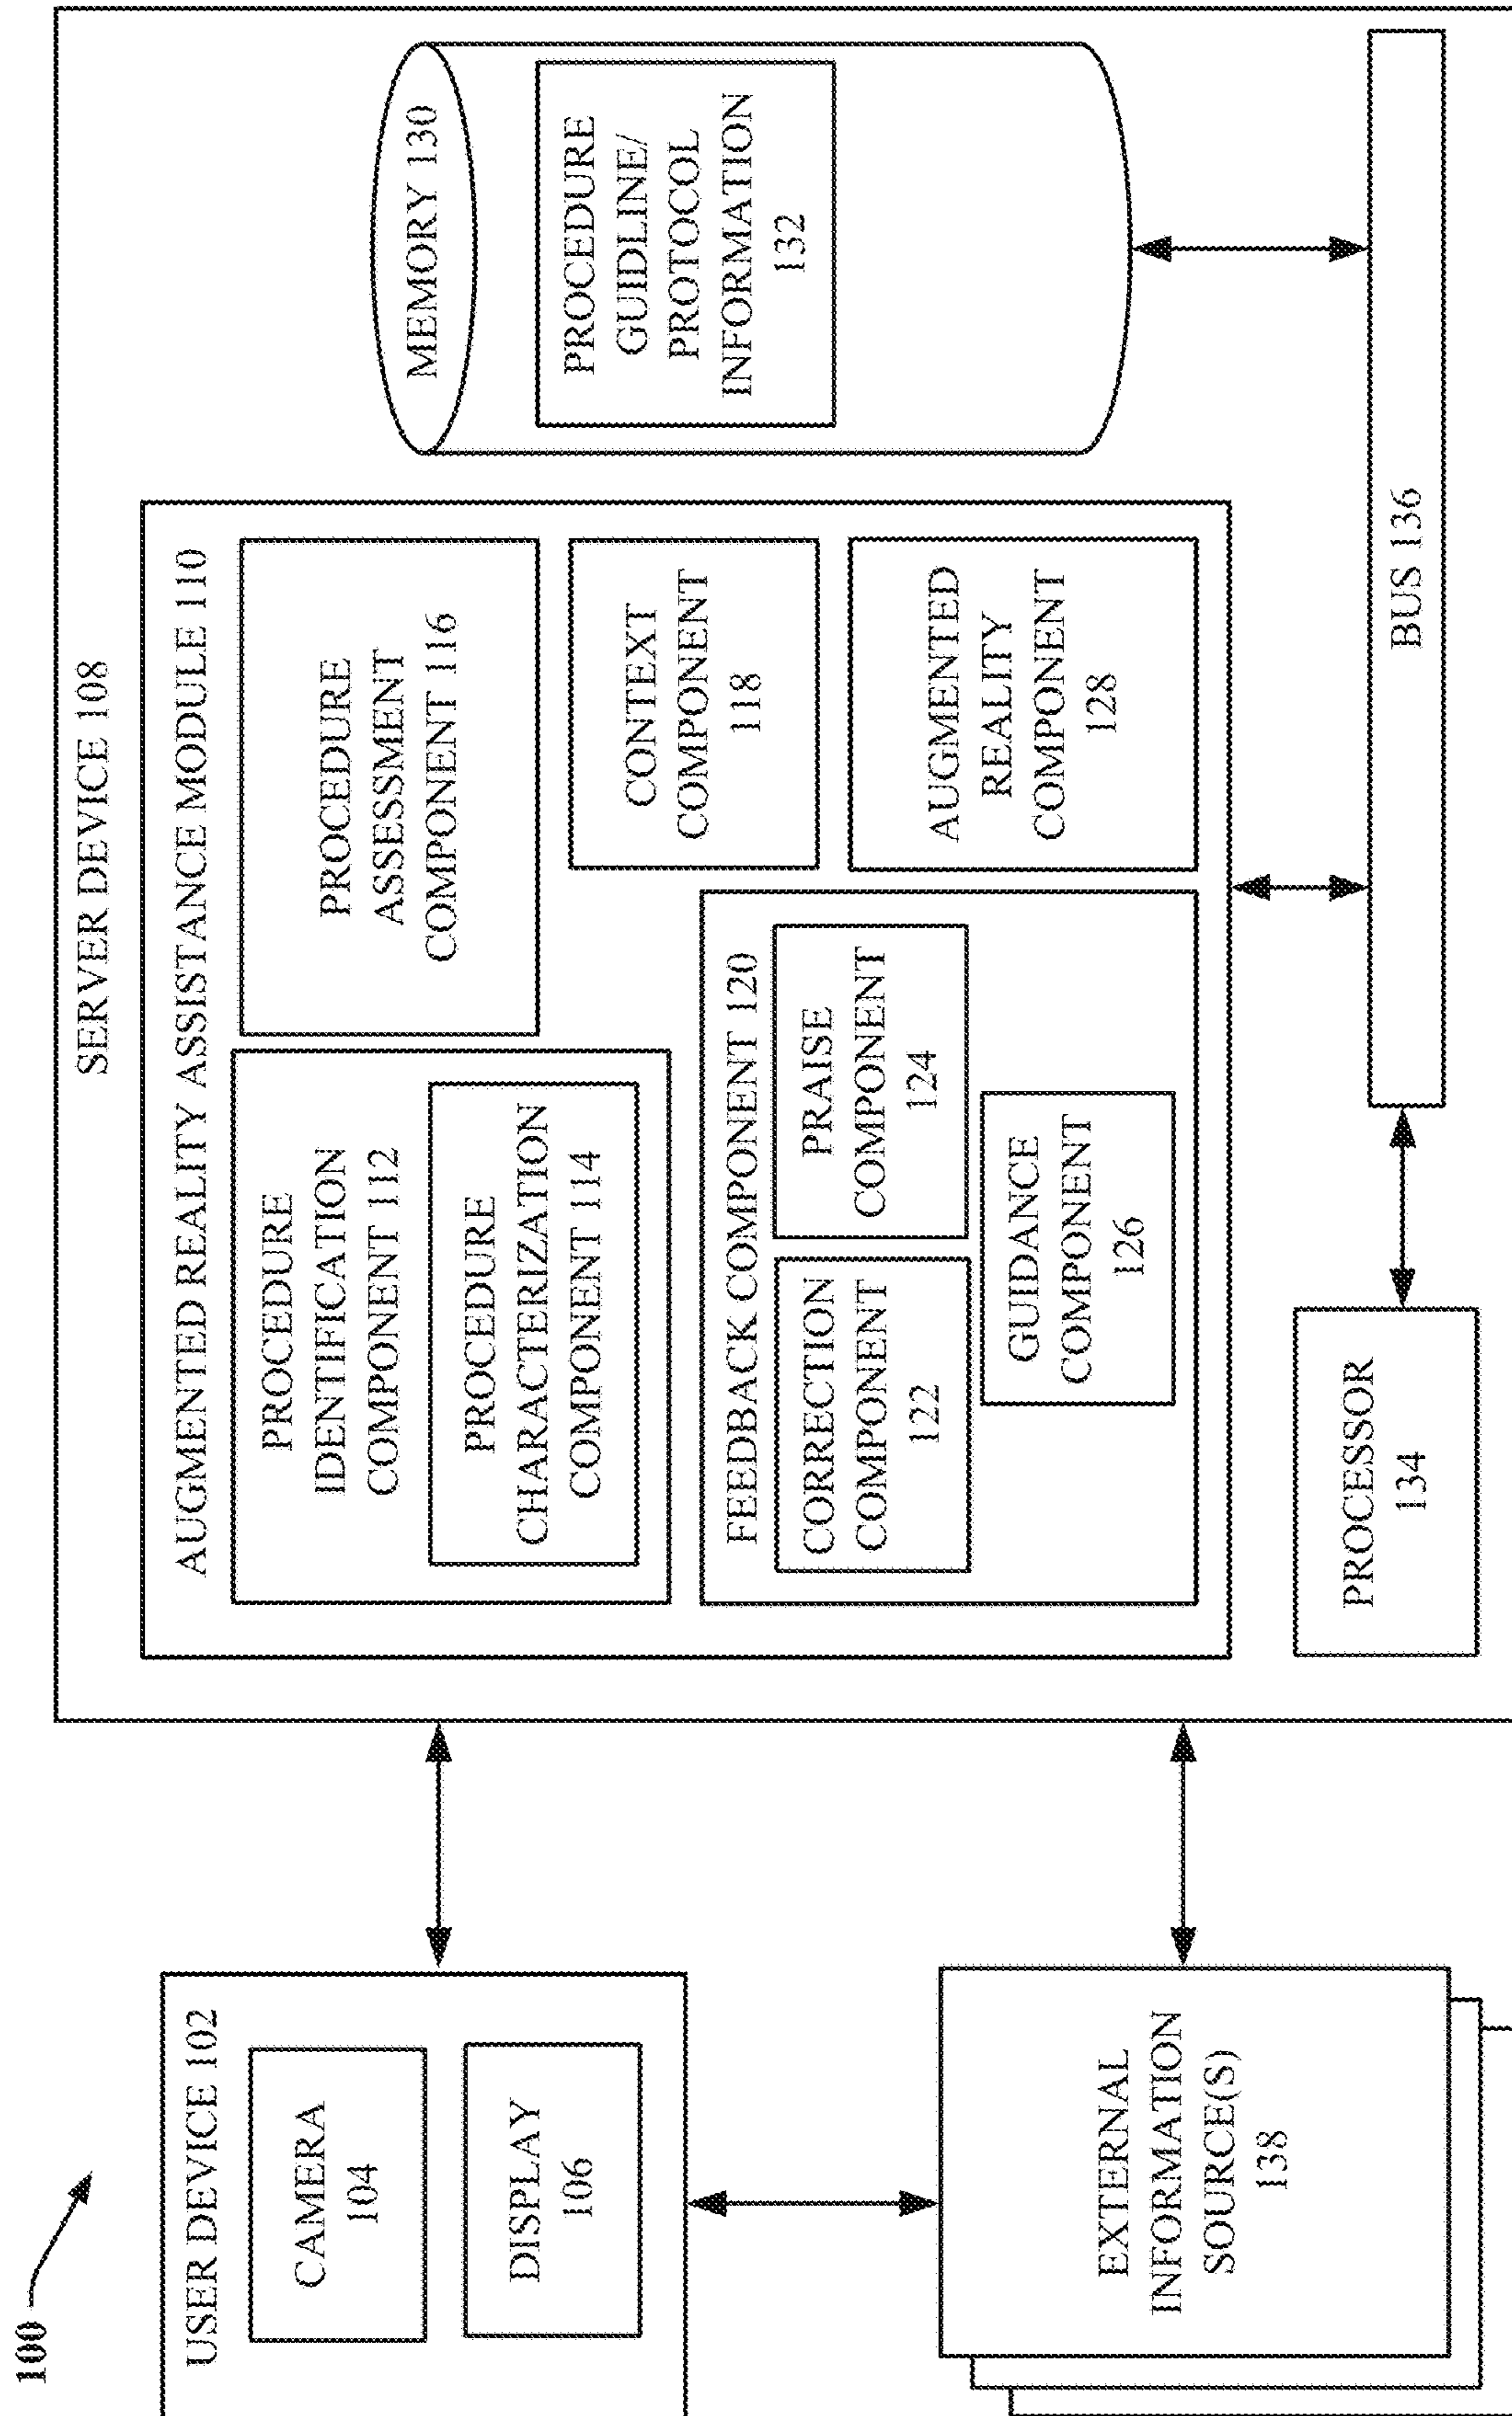 100
USER DEVICE 102
CAMERA
104
DISPLAY
106
EXTERNAL
INFORMATION
SOURCE(S)
138
SERVER DEVICE 108
AUGMENTED REALITY ASSISTANCE MODULE 110
PROCEDURE
IDENTIFICATION
COMPONENT 112
PROCEDURE
CHARACTERIZATION
COMPONENT 114
PROCEDURE
ASSESSMENT
COMPONENT 116
CONTEXT
COMPONENT
118
FEEDBACK COMPONENT 120
CORRECTION
COMPONENT
122
PRAISE
COMPONENT
124
GUIDANCE
COMPONENT
126
AUGMENTED
REALITY
COMPONENT
128
MEMORY 130
PROCEDURE
GUIDLINE/
PROTOCOL
INFORMATION
132
PROCESSOR
134
BUS 136